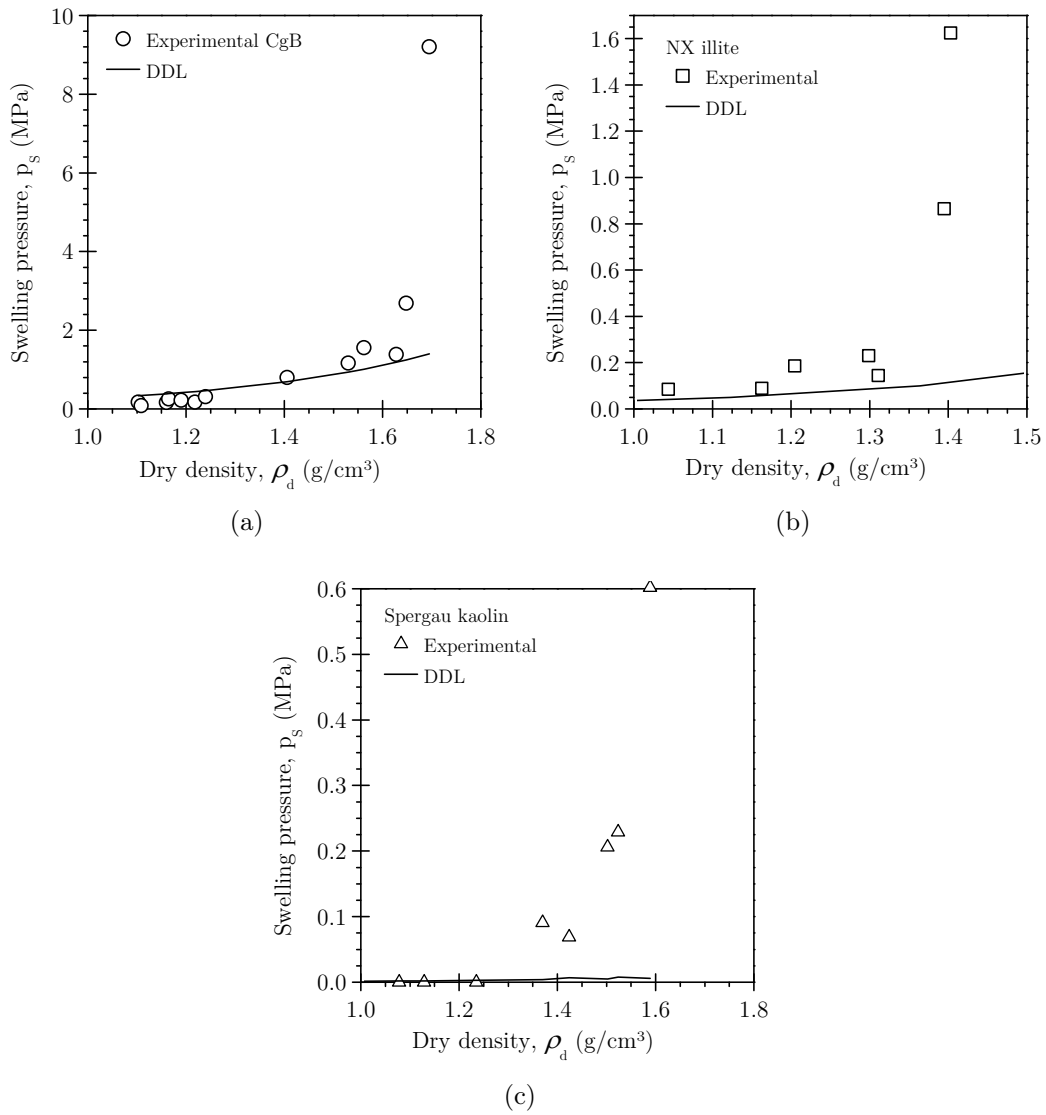 10
8
6
4
2
0
Swelling pressure, pS (MPa)
Experimental CgB
DDL
1.0 1.2 1.4 1.6 1.8
Dry density, ρd (g/cm³)
(a)
1.6
1.4
1.2
1.0
0.8
0.6
0.4
0.2
0.0
Swelling pressure, pS (MPa)
NX illite
Experimental
DDL
1.0 1.1 1.2 1.3 1.4 1.5
Dry density, ρd (g/cm³)
(b)
0.6
0.5
0.4
0.3
0.2
0.1
0.0
Swelling pressure, pS (MPa)
Spergau kaolin
Experimental
DDL
1.0 1.2 1.4 1.6 1.8
Dry density, ρd (g/cm³)
(c)